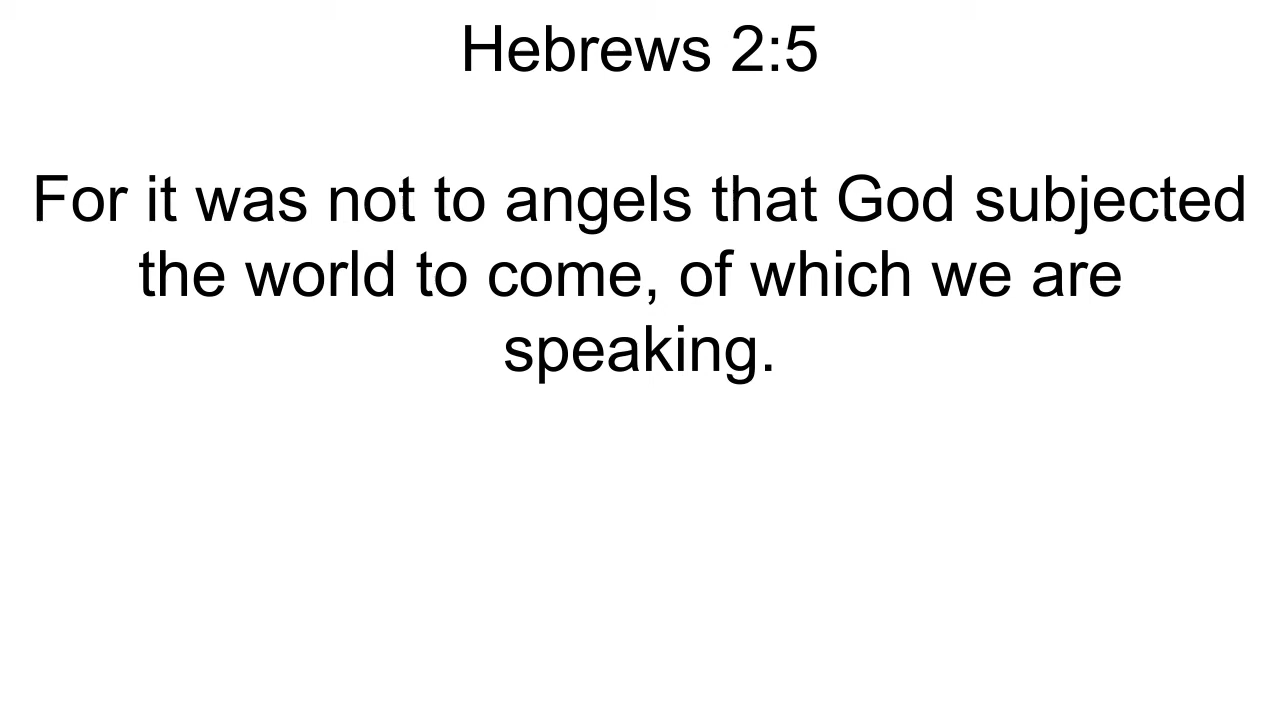 Hebrews 2:5
For it was not to angels that God subjected
the world to come, of which we are
speaking.